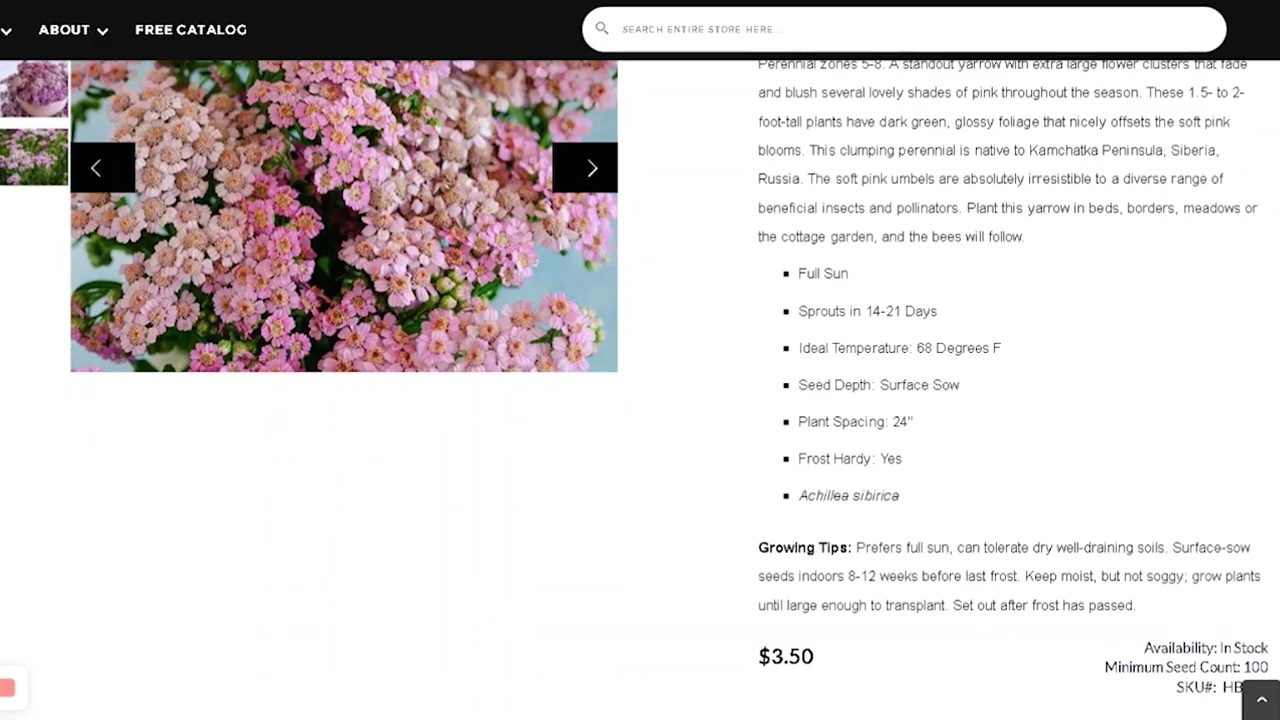 ABOUT
FREE CATALOG
SEARCH ENTIRE STORE HERE...
Perennial zones 5-8. A standout yarrow with extra large flower clusters that fade
and blush several lovely shades of pink throughout the season. These 1.5- to 2-
foot-tall plants have dark green, glossy foliage that nicely offsets the soft pink
blooms. This clumping perennial is native to Kamchatka Peninsula, Siberia,
Russia. The soft pink umbels are absolutely irresistible to a diverse range of
beneficial insects and pollinators. Plant this yarrow in beds, borders, meadows or
the cottage garden, and the bees will follow.
Full Sun
Sprouts in 14-21 Days
Ideal Temperature: 68 Degrees F
Seed Depth: Surface Sow
Plant Spacing: 24"
Frost Hardy: Yes
Achillea sibirica
Growing Tips: Prefers full sun, can tolerate dry well-draining soils. Surface-sow
seeds indoors 8-12 weeks before last frost. Keep moist, but not soggy; grow plants
until large enough to transplant. Set out after frost has passed.
$3.50
Availability: In Stock
Minimum Seed Count: 100
SKU#: HB